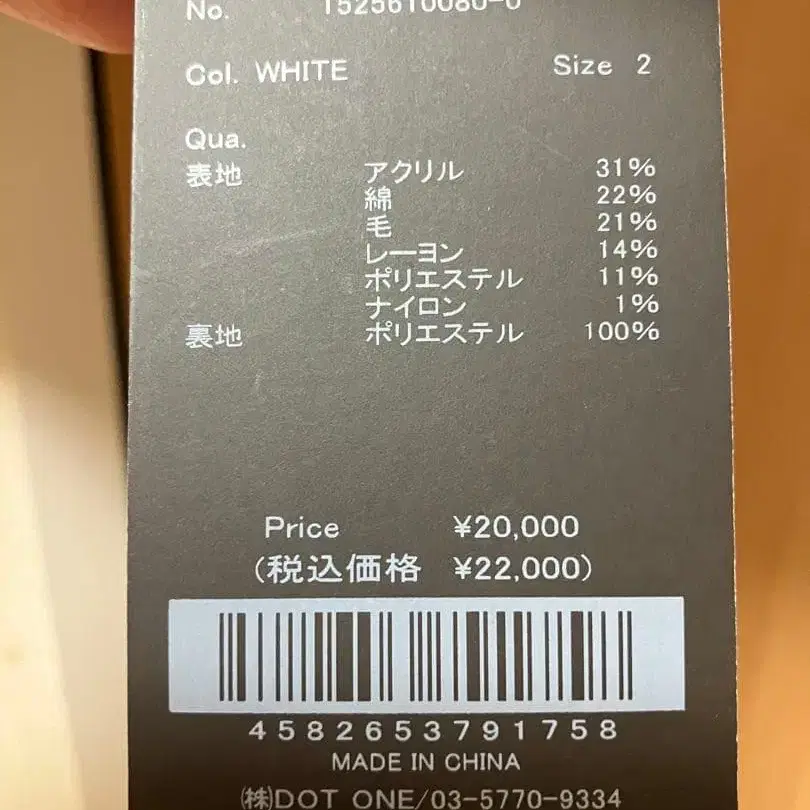 No. 1525610080-0
Col. WHITE Size 2
Qua.
表地 アクリル 31%
綿 22%
毛 21%
レーヨン 14%
ポリエステル 11%
ナイロン 1%
裏地 ポリエステル 100%
Price ¥20,000
(税込価格 ¥22,000)
4582653791758
MADE IN CHINA
㈱DOT ONE/03-5770-9334